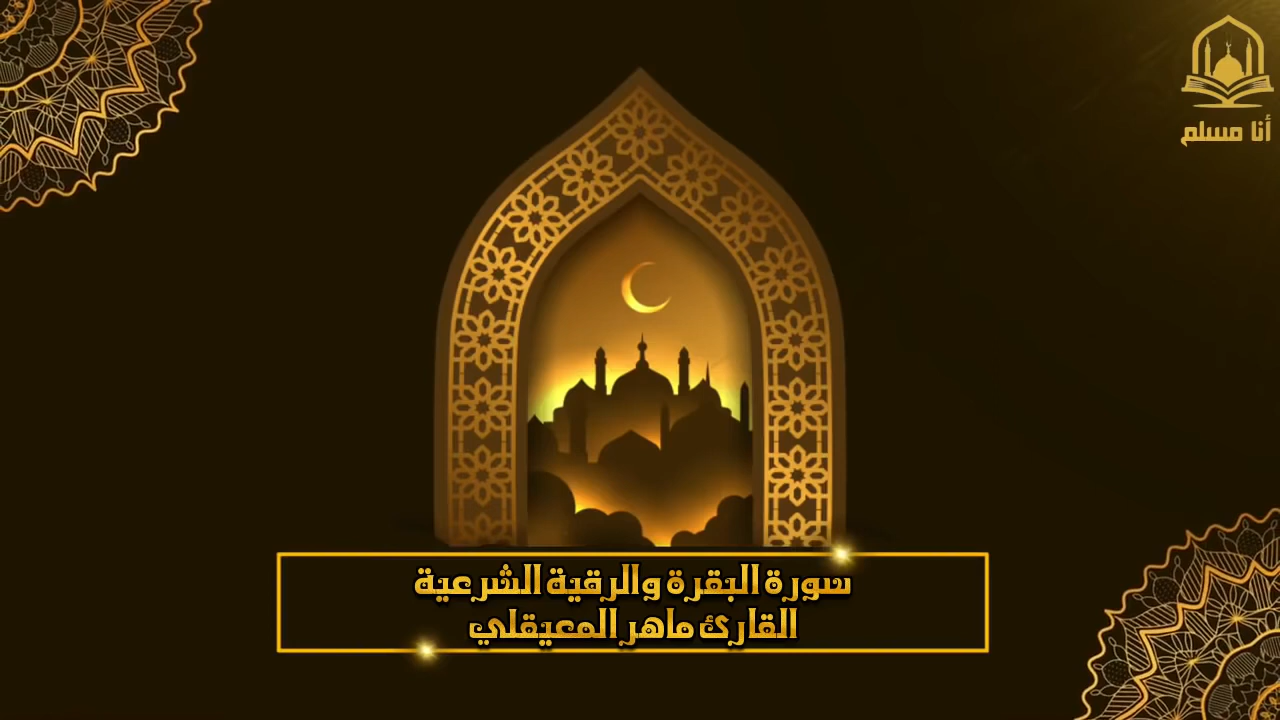 أنا مسلم
سورة البقرة والرقية الشرعية
القارئ ماهر المعيقلي